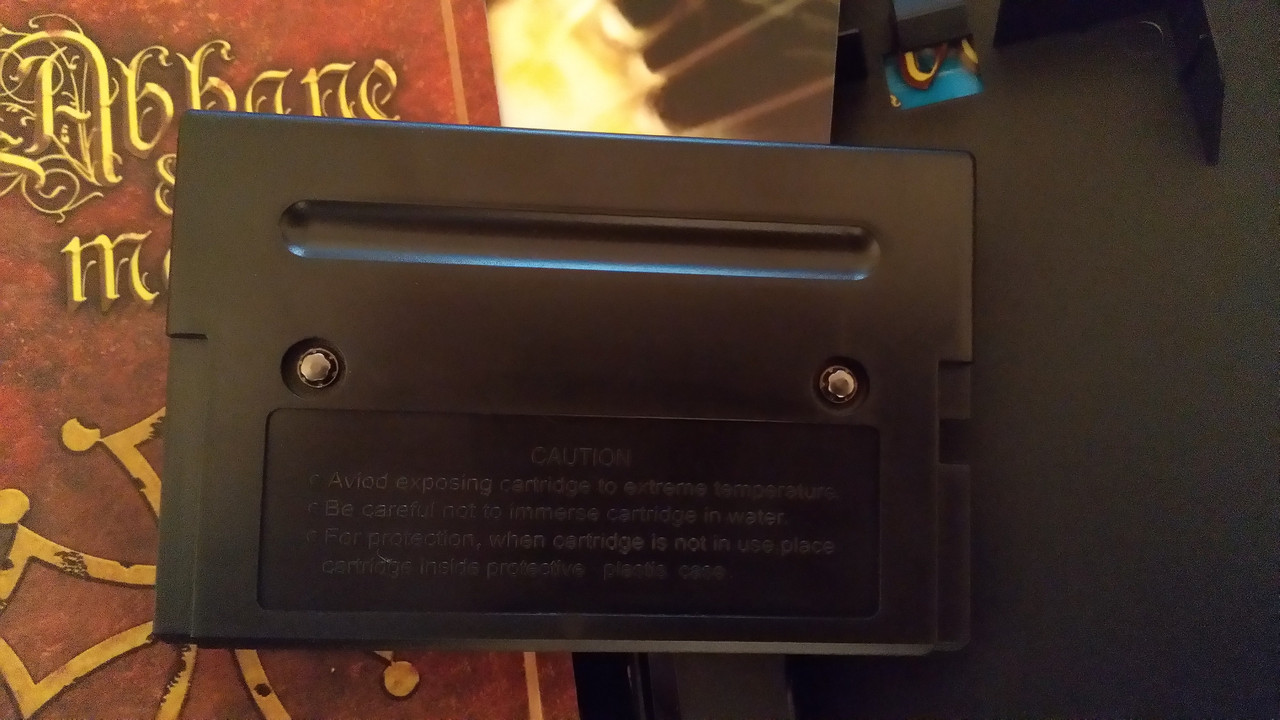 Abbaye
CAUTION
Aviod exposing cartridge to extreme temperature.
Be careful not to immerse cartridge in water.
For protection, when cartridge is not in use place
cartridge inside protective plastic case.